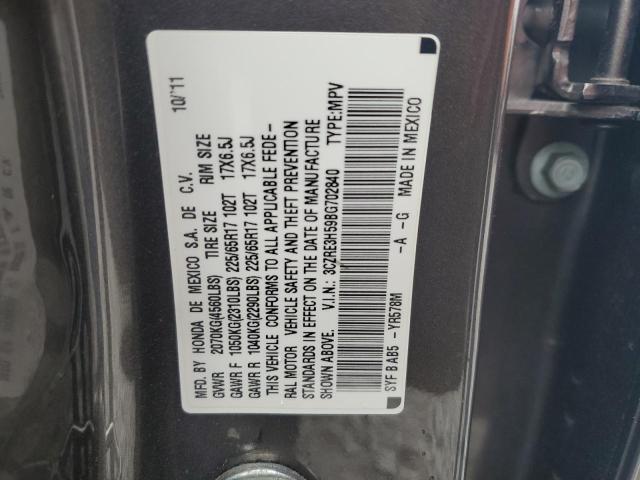 MFD. BY HONDA DE MEXICO S.A. DE C.V. 10/'11
GMWR 2070KG(4560LBS) TIRE SIZE RIM SIZE
GAWR F 1050KG(2310LBS) 225/65R17 102T 17X6.5J
GAWR R 1040KG(2290LBS) 225/65R17 102T 17X6.5J
THIS VEHICLE CONFORMS TO ALL APPLICABLE FEDE-
RAL MOTOR VEHICLE SAFETY AND THEFT PREVENTION
STANDARDS IN EFFECT ON THE DATE OF MANUFACTURE
SHOWN ABOVE. V.I.N.: 3CZRE3H59BG702840 TYPE:MPV
SYF B AB5 -YR578M -A -G MADE IN MEXICO